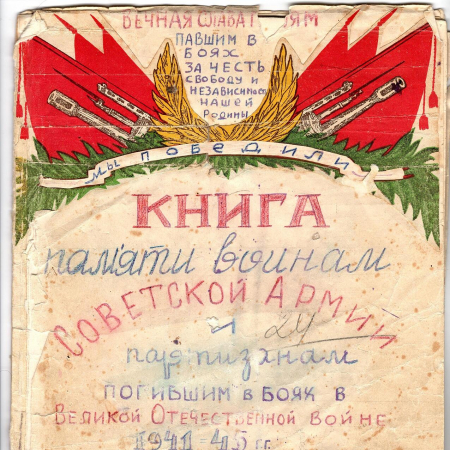 ВЕЧНАЯ СЛАВА ГЕРОЯМ
ПАВШИМ В
БОЯХ
ЗА ЧЕСТЬ
СВОБОДУ И
НЕЗАВИСИМОСТЬ
НАШЕЙ
РОДИНЫ
МЫ ПОБЕДИЛИ
КНИГА
памяти воинам
СОВЕТСКОЙ АРМИИ
и
24
партизанам
ПОГИБШИМ В БОЯХ В
ВЕЛИКОЙ ОТЕЧЕСТВЕННОЙ ВОЙНЕ
1941-45 гг.